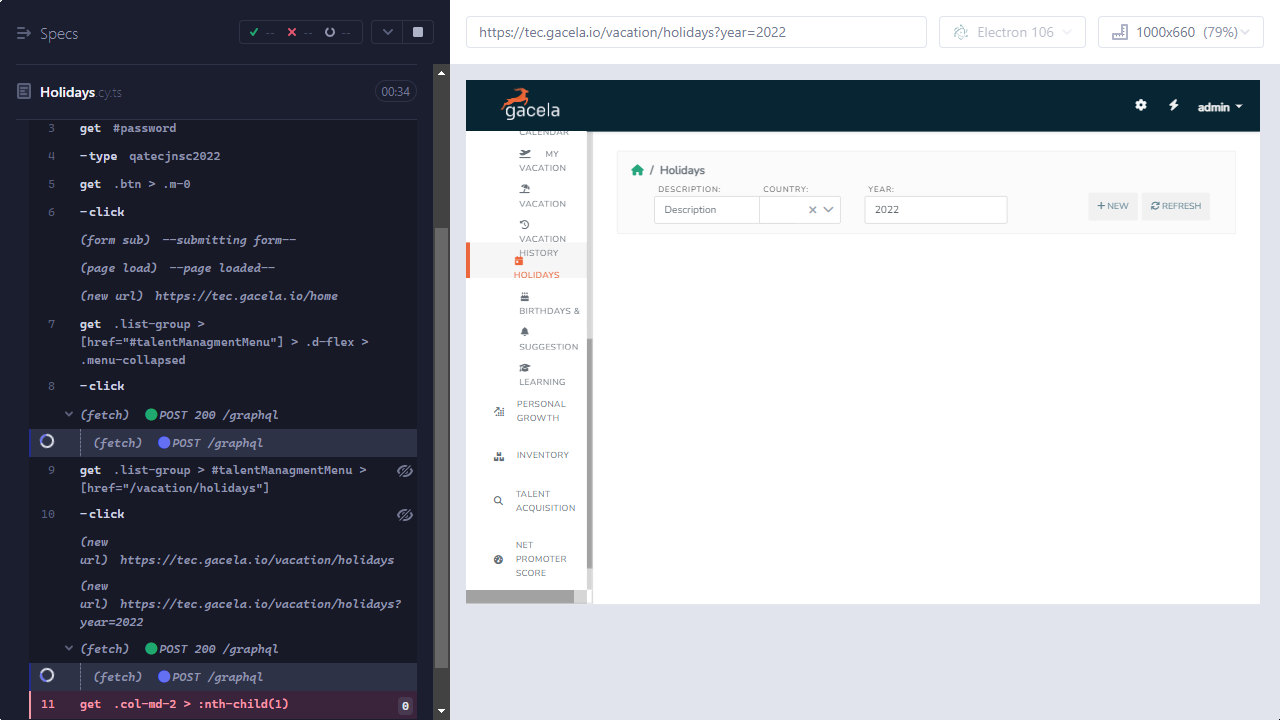 Specs
--
--
--
Holidays cy.ts
00:34
3 get #password
4 -type qatecjnsc2022
5 get .btn > .m-0
6 -click
(form sub) --submitting form--
(page load) --page loaded--
(new url) https://tec.gacela.io/home
7 get .list-group >
[href="#talentManagmentMenu"] > .d-flex >
.menu-collapsed
8 -click
(fetch) POST 200 /graphql
(fetch) POST /graphql
9 get .list-group > #talentManagmentMenu >
[href="/vacation/holidays"]
10 -click
(new
url) https://tec.gacela.io/vacation/holidays
(new
url) https://tec.gacela.io/vacation/holidays?
year=2022
(fetch) POST 200 /graphql
(fetch) POST /graphql
11 get .col-md-2 > :nth-child(1) 0
https://tec.gacela.io/vacation/holidays?year=2022
Electron 106
1000x660 (79%)
gacela
admin
CALENDAR
MY
VACATION
VACATION
VACATION
HISTORY
HOLIDAYS
BIRTHDAYS &
SUGGESTION
LEARNING
PERSONAL
GROWTH
INVENTORY
TALENT
ACQUISITION
NET
PROMOTER
SCORE
/ Holidays
DESCRIPTION: COUNTRY: YEAR:
Description
2022
+ NEW
REFRESH